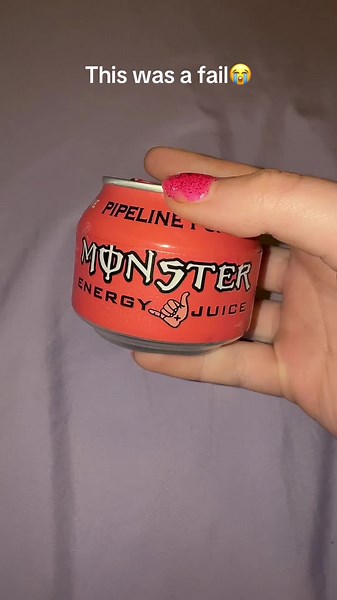 This was a fail😭
PIPELINE
MONSTER
ENERGY JUICE